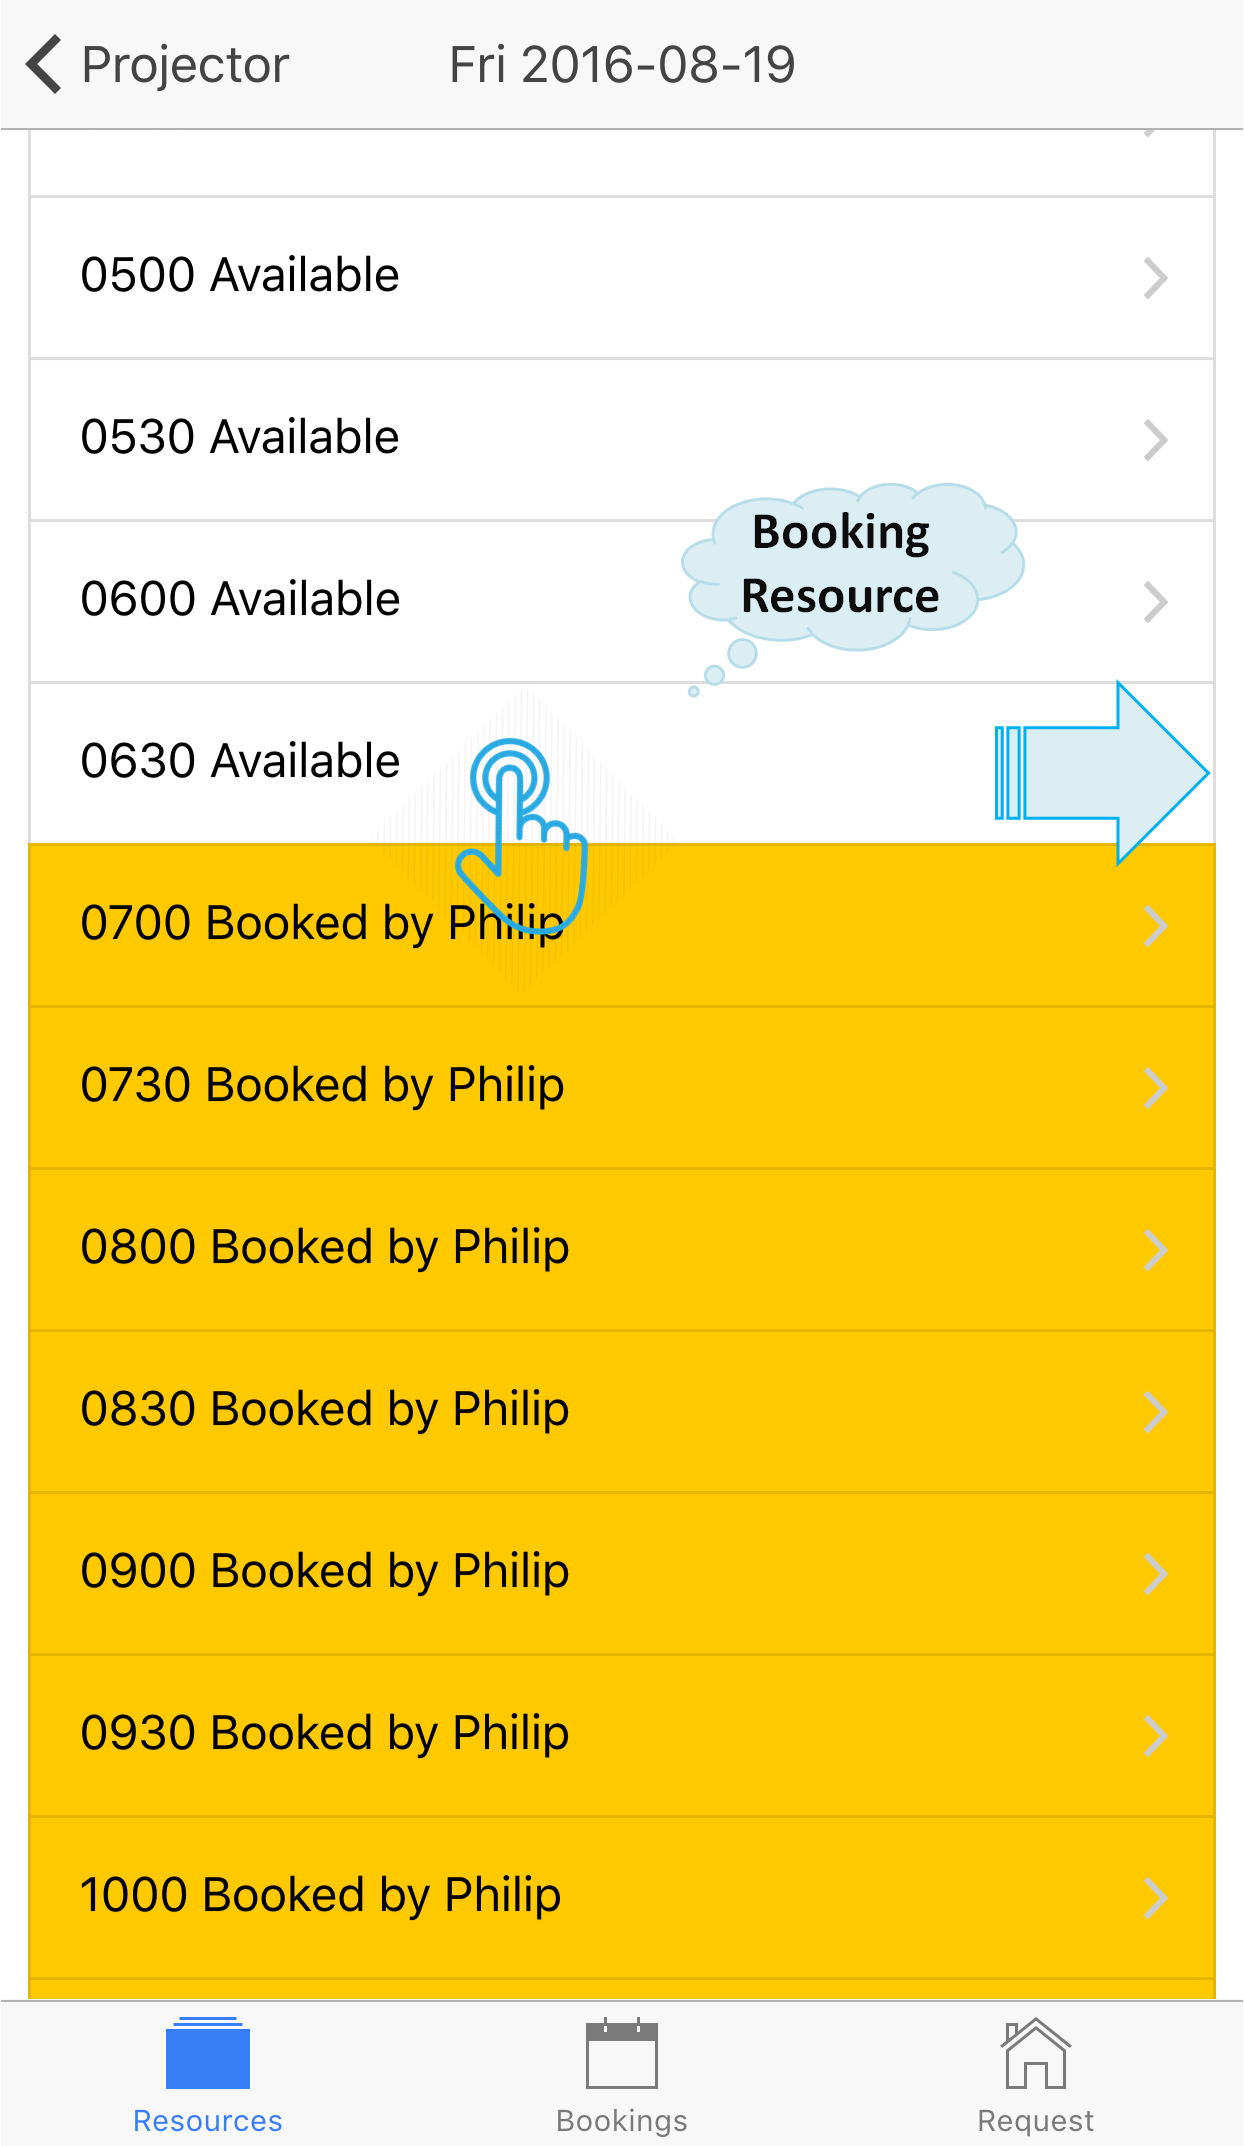 Projector
Fri 2016-08-19
0500 Available
0530 Available
Booking
Resource
0600 Available
0630 Available
0700 Booked by Philip
0730 Booked by Philip
0800 Booked by Philip
0830 Booked by Philip
0900 Booked by Philip
0930 Booked by Philip
1000 Booked by Philip
Resources
Bookings
Request